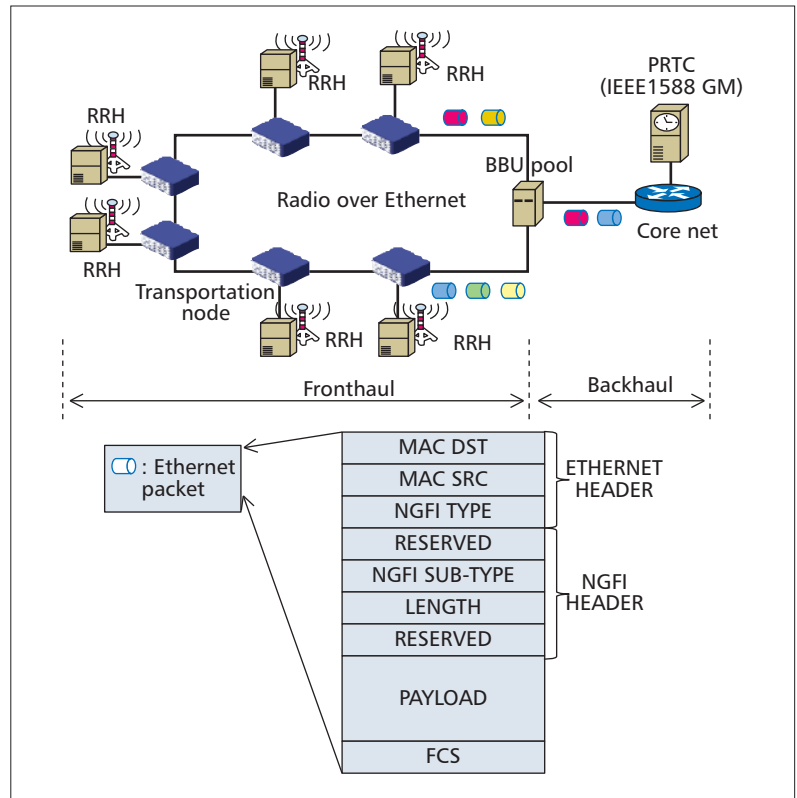 RRH
RRH
PRTC
(IEEE1588 GM)
RRH
BBU pool
Radio over Ethernet
Core net
RRH
Transportation
node
RRH
RRH
Fronthaul
Backhaul
: Ethernet
packet
MAC DST
MAC SRC
NGFI TYPE
ETHERNET
HEADER
RESERVED
NGFI SUB-TYPE
LENGTH
RESERVED
NGFI
HEADER
PAYLOAD
FCS